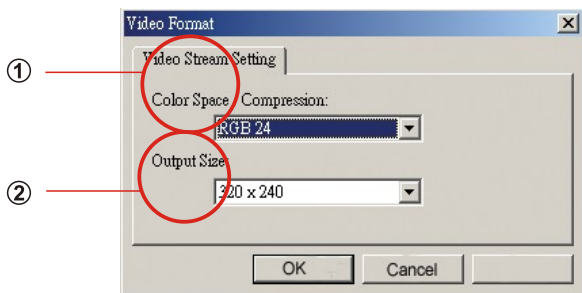 Video Format
Video Stream Setting
① 
Color Space / Compression:
RGB 24
Output Size:
②
320 x 240
OK
Cancel